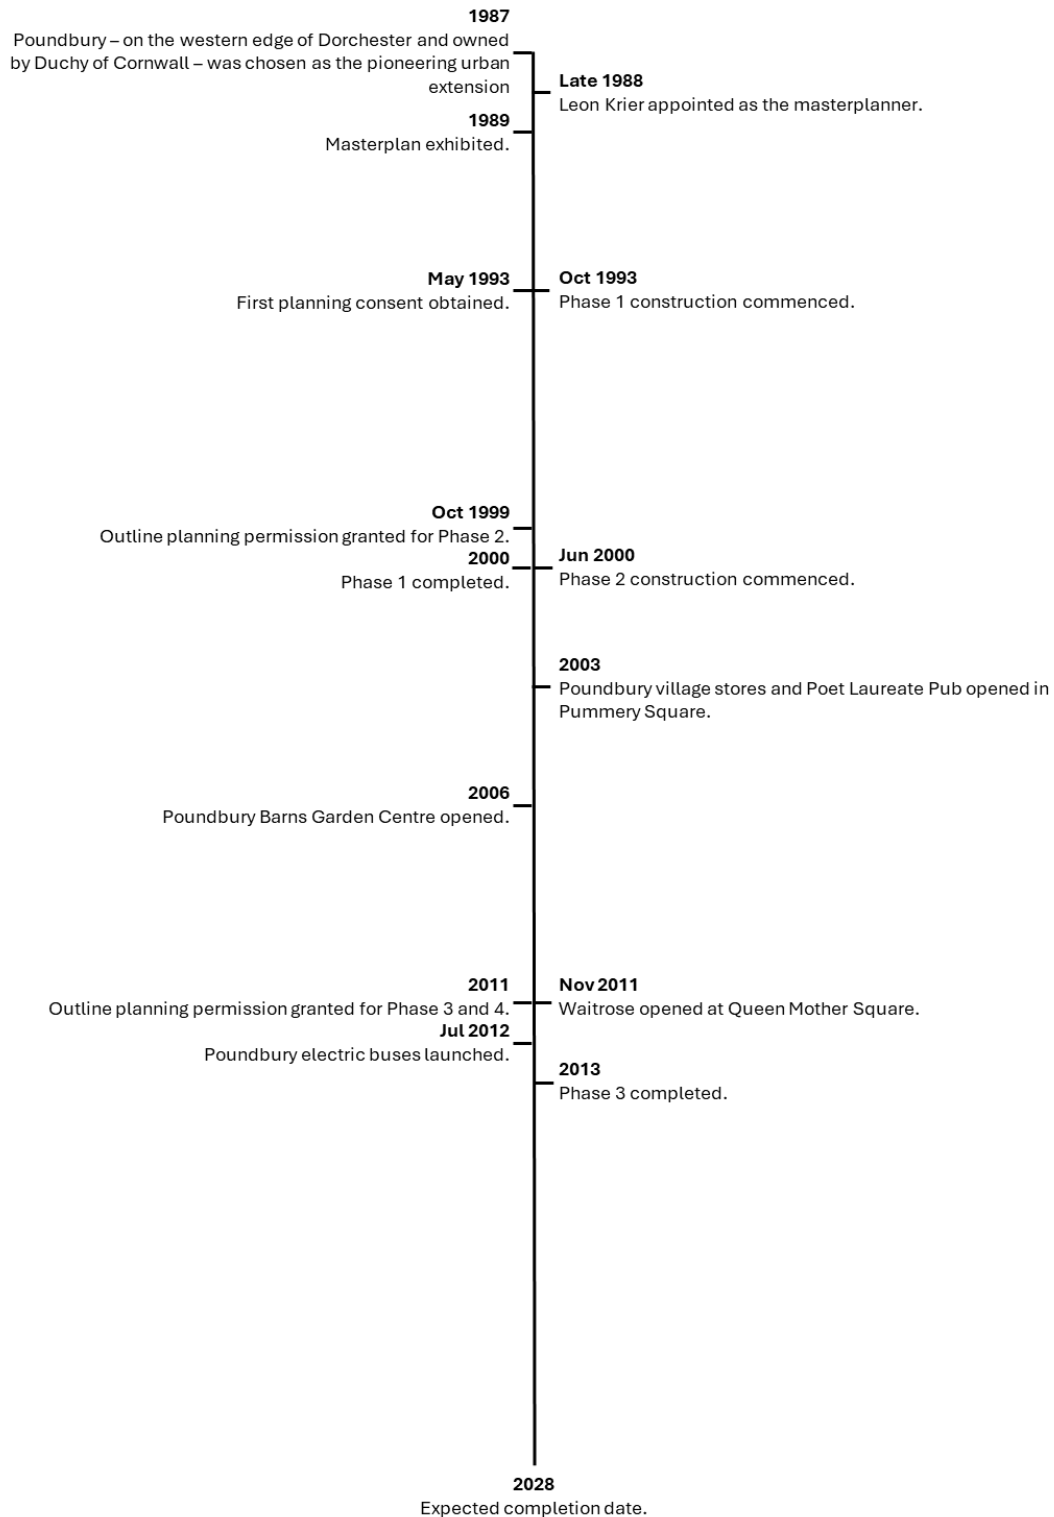 1987
Poundbury – on the western edge of Dorchester and owned
by Duchy of Cornwall – was chosen as the pioneering urban
extension
Late 1988
Leon Krier appointed as the masterplanner.
1989
Masterplan exhibited.
May 1993
First planning consent obtained.
Oct 1993
Phase 1 construction commenced.
Oct 1999
Outline planning permission granted for Phase 2.
2000
Phase 1 completed.
Jun 2000
Phase 2 construction commenced.
2003
Poundbury village stores and Poet Laureate Pub opened in
Pummery Square.
2006
Poundbury Barns Garden Centre opened.
2011
Outline planning permission granted for Phase 3 and 4.
Nov 2011
Waitrose opened at Queen Mother Square.
Jul 2012
Poundbury electric buses launched.
2013
Phase 3 completed.
2028
Expected completion date.